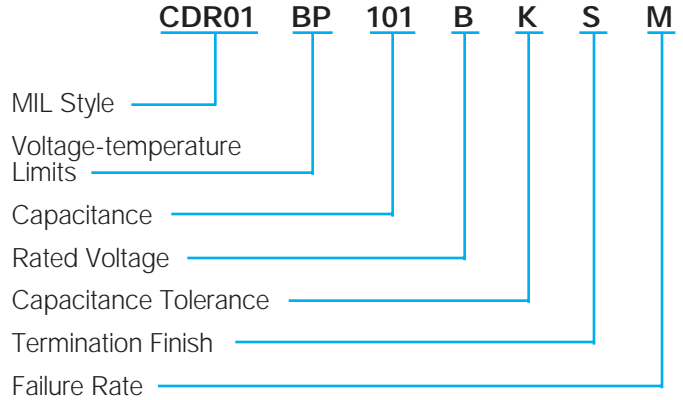 CDR01 BP 101 B K S M
MIL Style
Voltage-temperature
Limits
Capacitance
Rated Voltage
Capacitance Tolerance
Termination Finish
Failure Rate